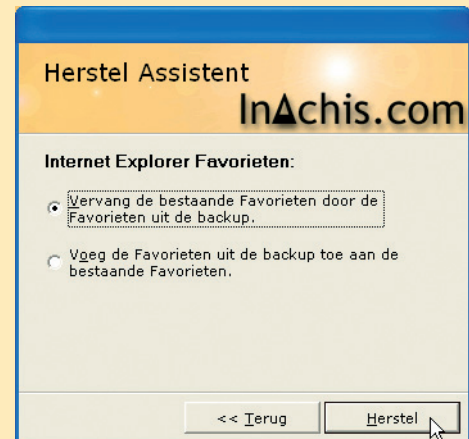 Herstel Assistent
InAchis.com
Internet Explorer Favorieten:
Vervang de bestaande Favorieten door de
Favorieten uit de backup.
Voeg de Favorieten uit de backup toe aan de
bestaande Favorieten.
<< Terug
Herstel